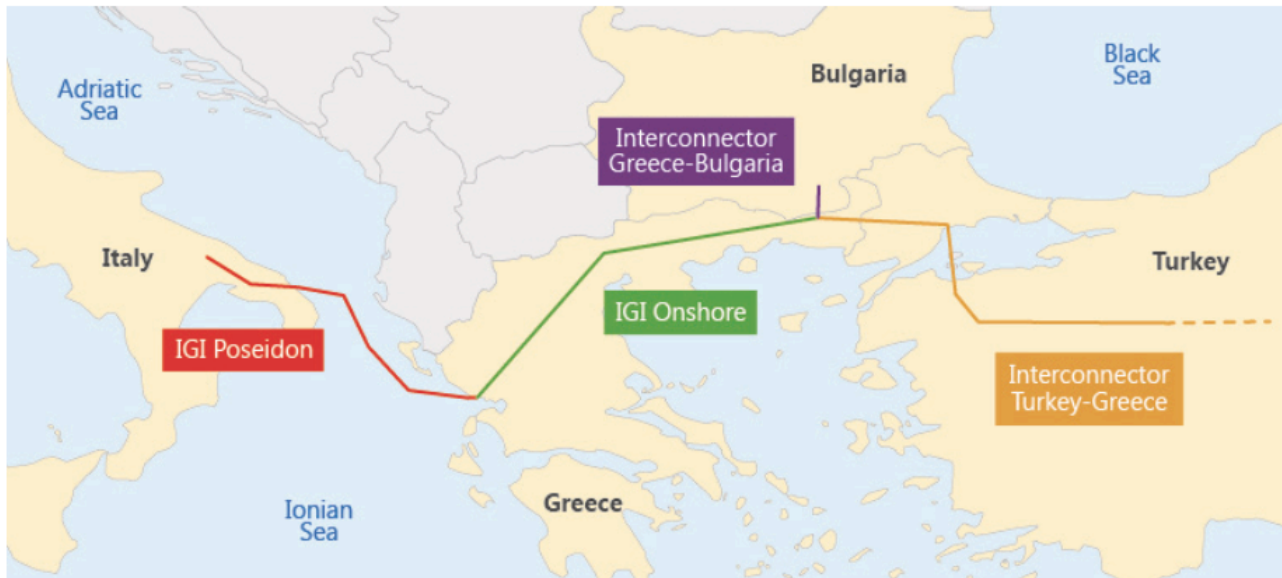 Black
Sea
Bulgaria
Adriatic
Sea
Interconnector
Greece-Bulgaria
Italy
Turkey
IGI Onshore
IGI Poseidon
Interconnector
Turkey-Greece
Greece
Ionian
Sea